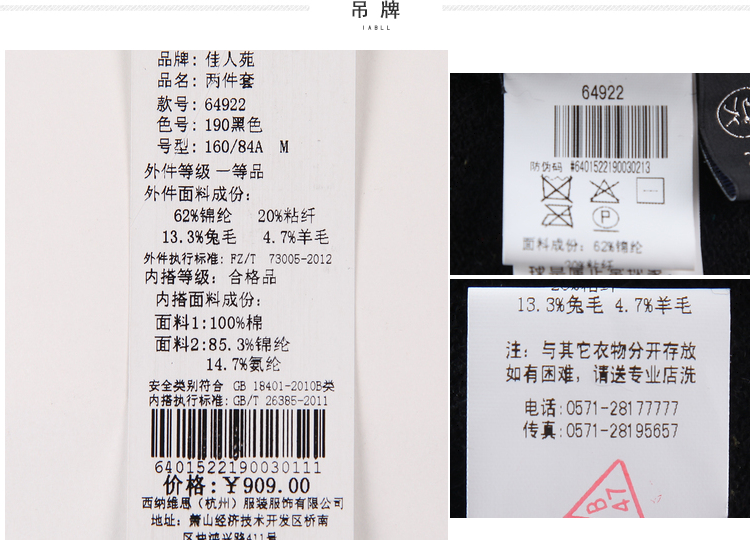 吊牌
品牌: 佳人苑
品名: 两件套
款号: 64922
色号: 190黑色
号型: 160/84A M
外件等级 一等品
外件面料成份:
62%锦纶 20%粘纤
13.3%兔毛 4.7%羊毛
外件执行标准: FZ/T 73005-2012
内搭等级: 合格品
内搭面料成份:
面料1:100%棉
面料2:85.3%锦纶
14.7%氨纶
安全类别符合 GB 18401-2010B类
内搭执行标准: GB/T 26385-2011
6401522190030111
价格:￥909.00
西纳维思（杭州）服装服饰有限公司
地址: 萧山经济技术开发区桥南
64922
防伪码 #6401522190030213
P
面料成份: 62%锦纶
20%粘纤
13.3%兔毛 4.7%羊毛
注: 与其它衣物分开存放
如有困难, 请送专业店洗
电话:0571-28177777
传真:0571-28195657
47